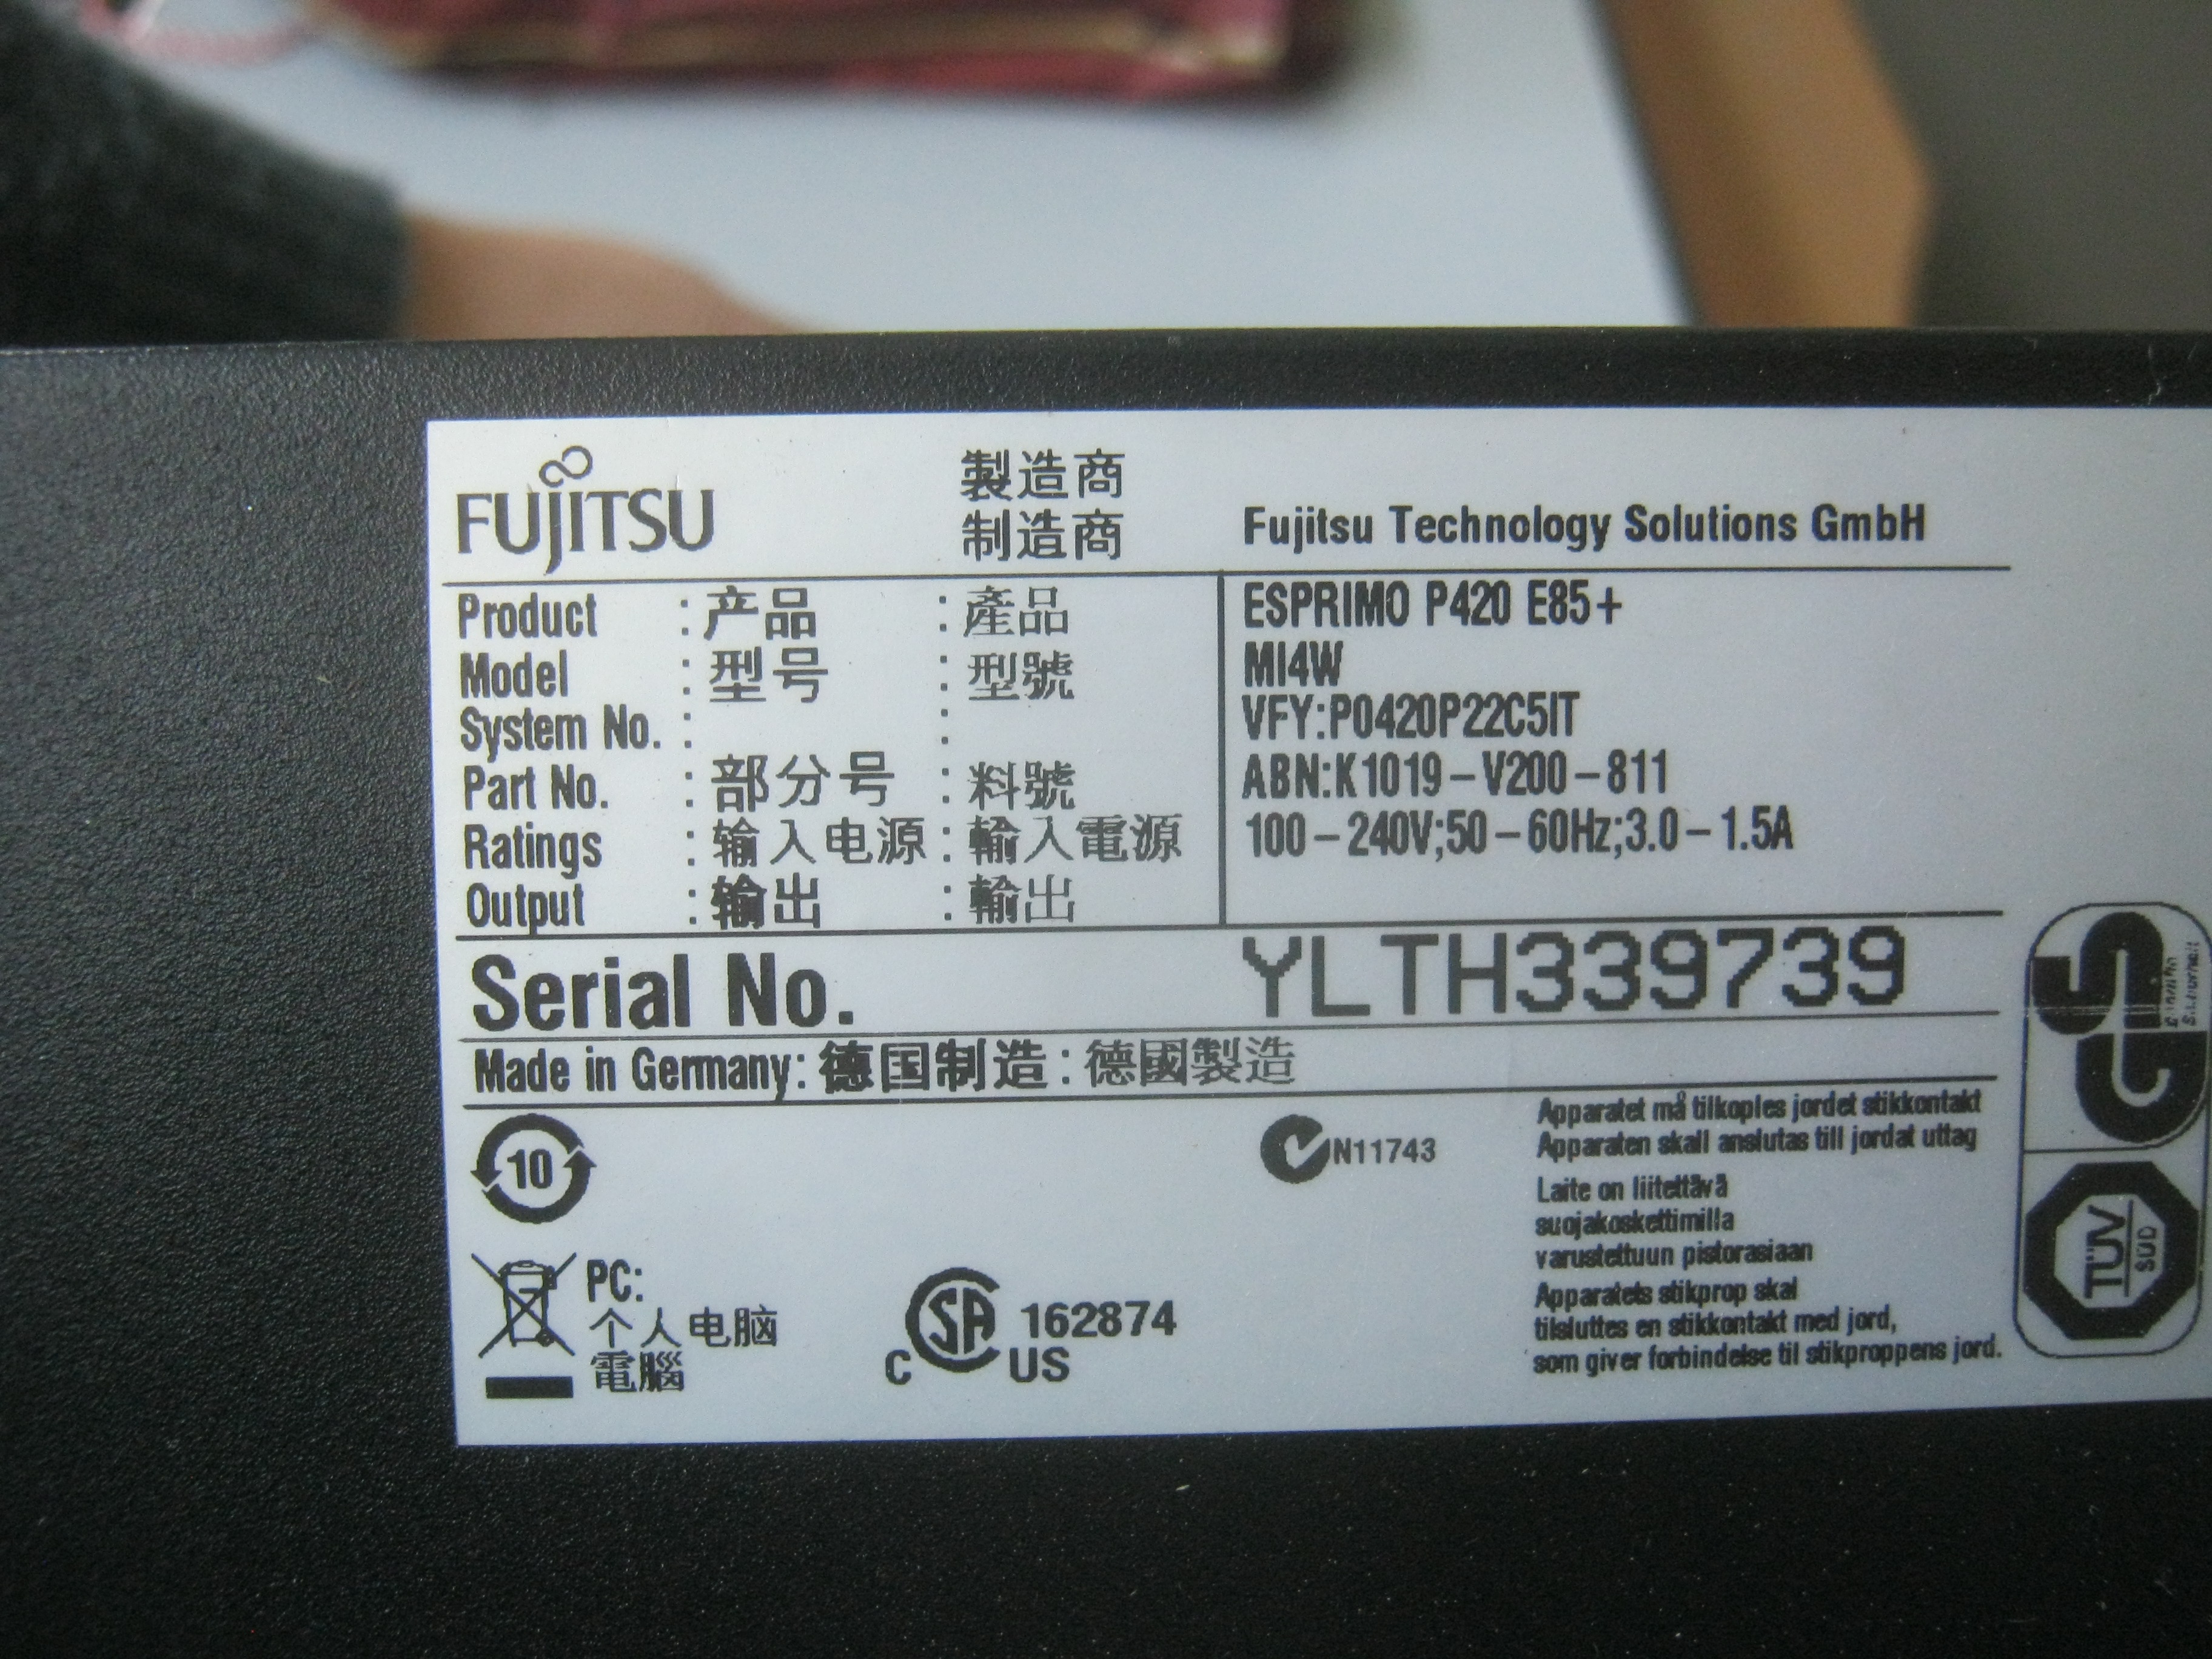 FUJITSU
製造商
制造商
Fujitsu Technology Solutions GmbH
Product : 产品 : 產品 ESPRIMO P420 E85+
Model : 型号 : 型號 MI4W
System No. : : VFY:P0420P22C5IT
Part No. : 部分号 : 料號 ABN:K1019-V200-811
Ratings : 输入电源 : 輸入電源 100-240V;50-60Hz;3.0-1.5A
Output : 输出 : 輸出
Serial No. YLTH339739
Made in Germany: 德国制造 : 德國製造
10
N11743
Apparatet må tilkoples jordet stikkontakt
Apparaten skall anslutas till jordat uttag
Laite on liitettävä
suojakoskettimilla
varustettuun pistorasiaan
Apparatets stikprop skal
tilsluttes en stikkontakt med jord,
som giver forbindelse til stikproppens jord.
PC:
个人电脑
電腦
C SA US 162874
GS
TÜV
SÜD